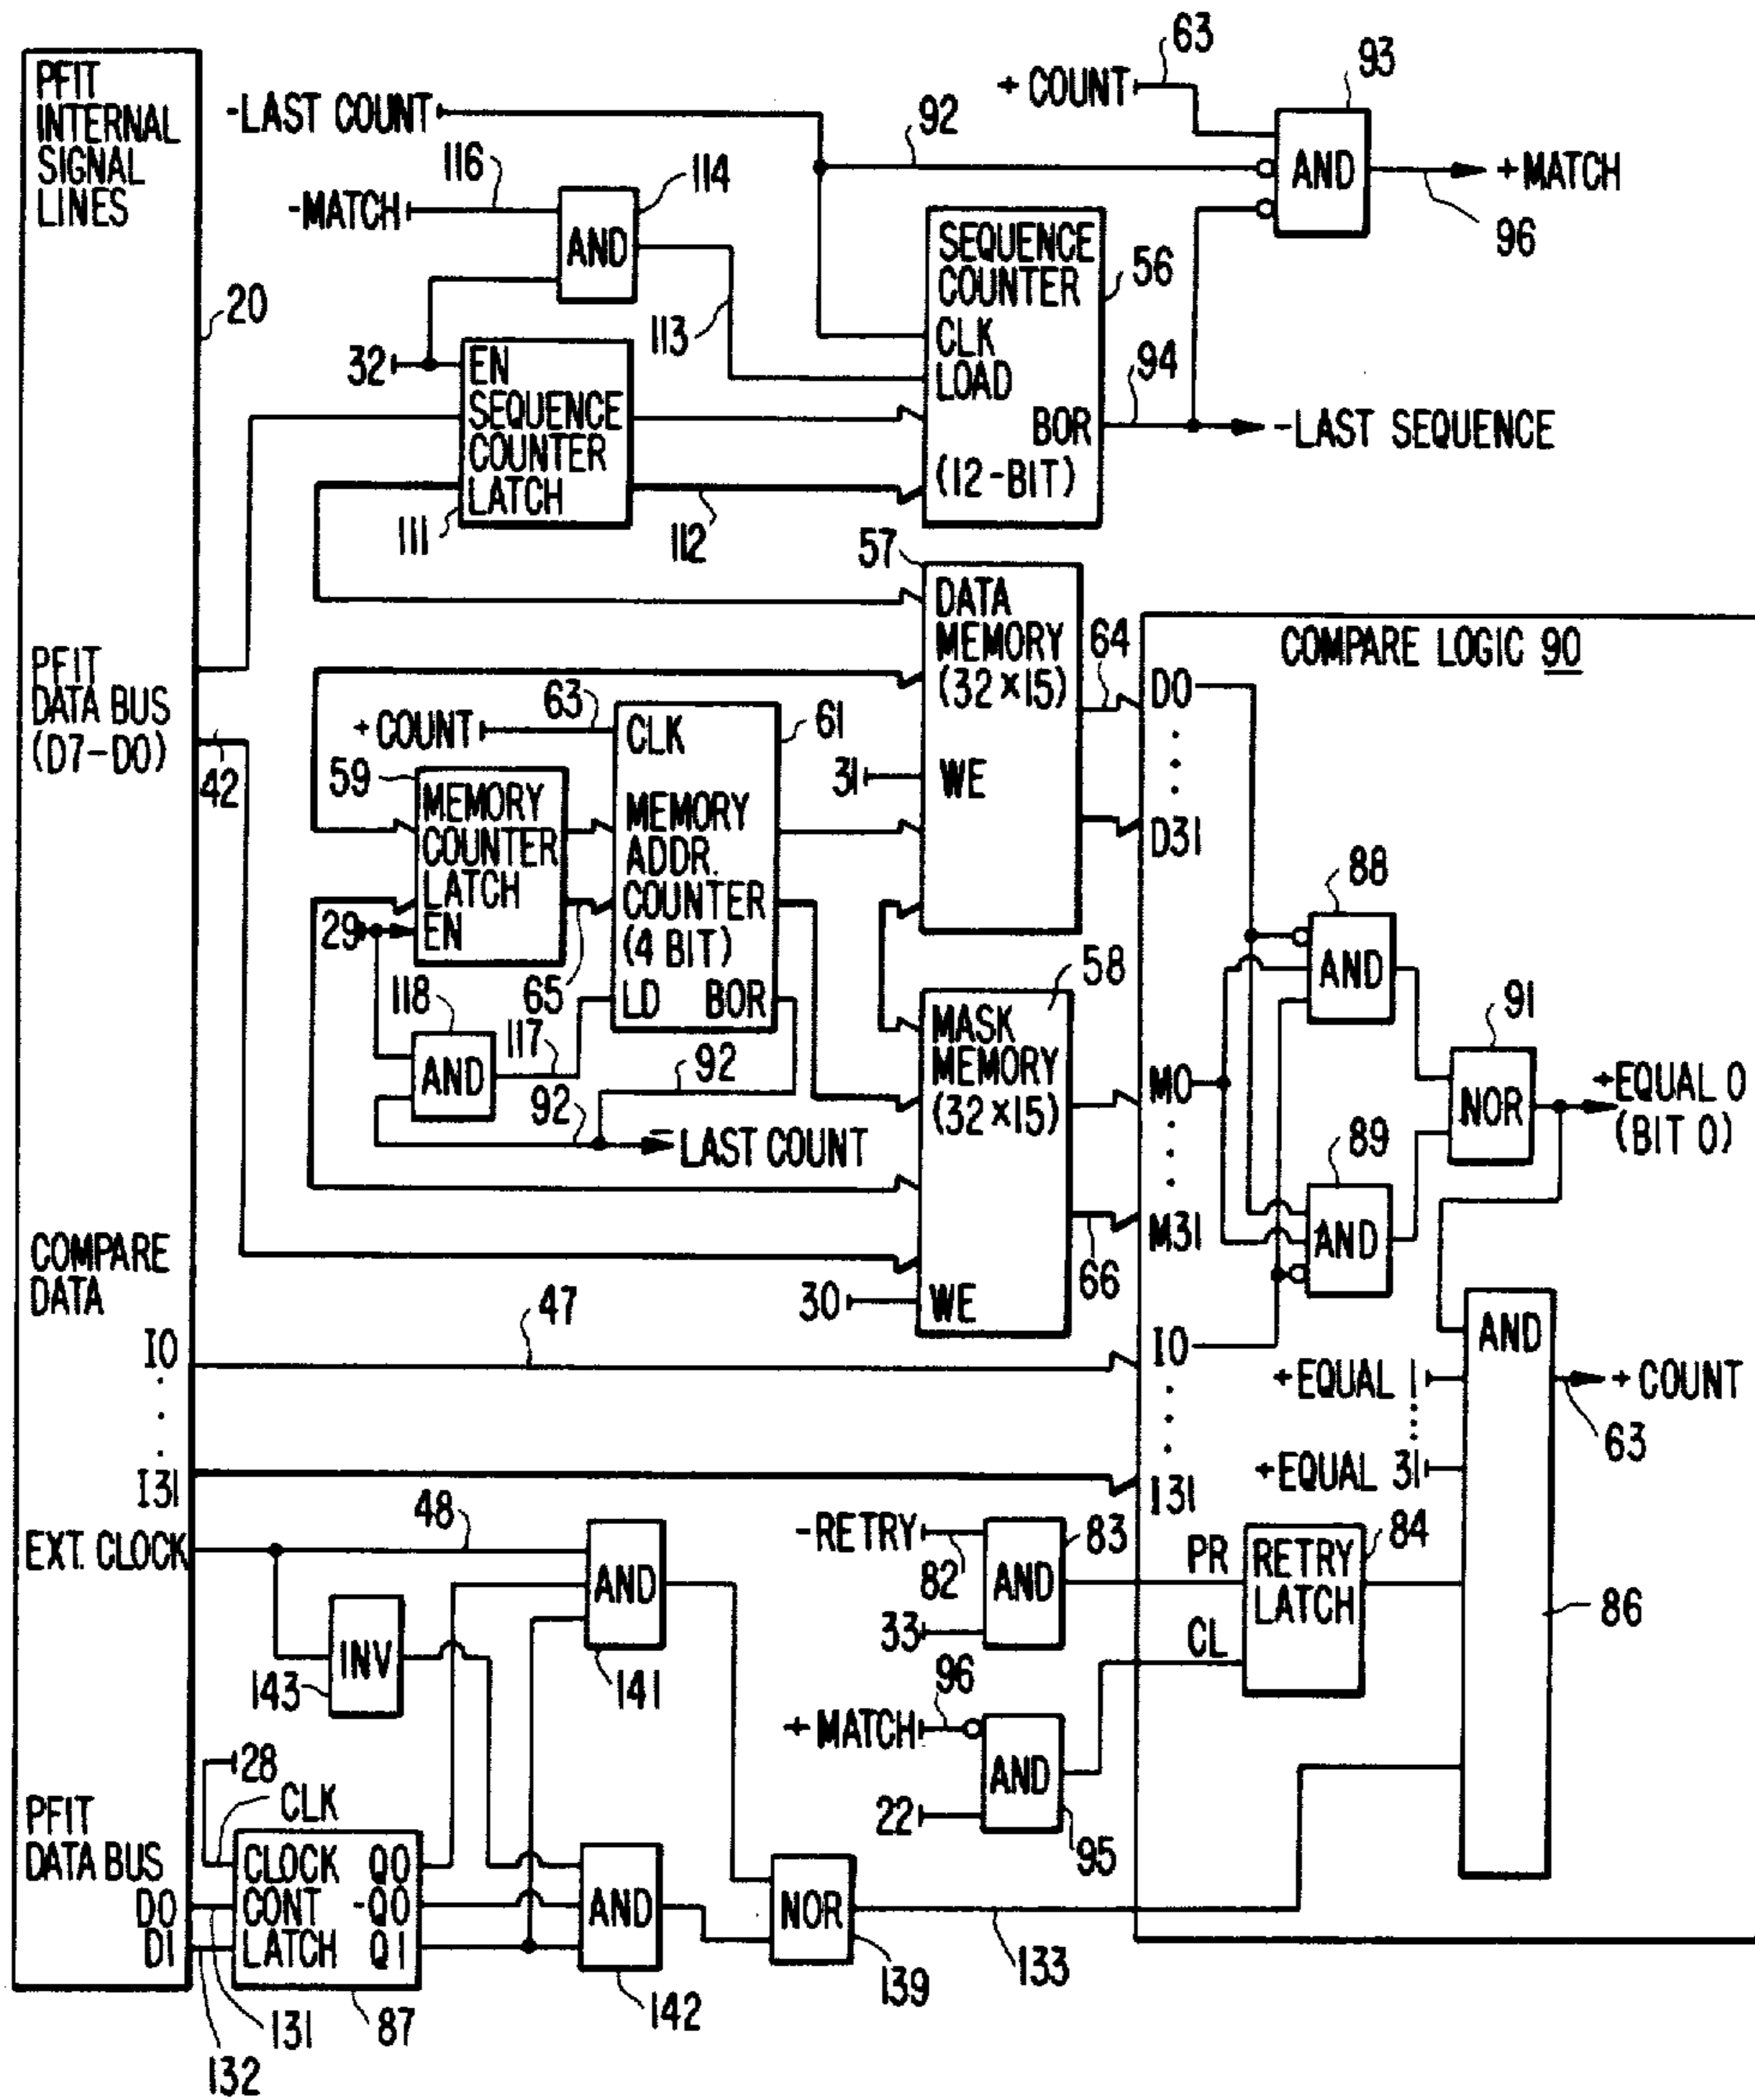 PFIT
INTERNAL
SIGNAL
LINES
20
PFIT
DATA BUS
(D7-D0)
42
COMPARE
DATA
I0
I31
EXT. CLOCK
PFIT
DATA BUS
D0
D1
-LAST COUNT
116
-MATCH
114
AND
113
32
EN
SEQUENCE
COUNTER
LATCH
111
112
92
SEQUENCE
COUNTER
CLK
LOAD
BOR
(12-BIT)
56
94
-LAST SEQUENCE
+ COUNT
63
93
AND
+ MATCH
96
57
DATA
MEMORY
(32×15)
WE
31
64
+ COUNT
63
61
CLK
MEMORY
ADDR.
COUNTER
(4 BIT)
LD BOR
59
MEMORY
COUNTER
LATCH
EN
29
65
118
AND
117
92
92
- LAST COUNT
58
MASK
MEMORY
(32×15)
WE
30
66
COMPARE LOGIC 90
D0
D31
M0
M31
I0
I31
88
AND
89
AND
91
NOR
+EQUAL 0
(BIT 0)
AND
86
+EQUAL 1
+EQUAL 31
+ COUNT
63
47
48
INV
143
AND
141
-RETRY
82
33
AND
83
PR
CL
RETRY
LATCH
84
+ MATCH
96
22
AND
95
28
CLK
CLOCK Q0
CONT -Q0
LATCH Q1
87
131
132
AND
142
NOR
139
133